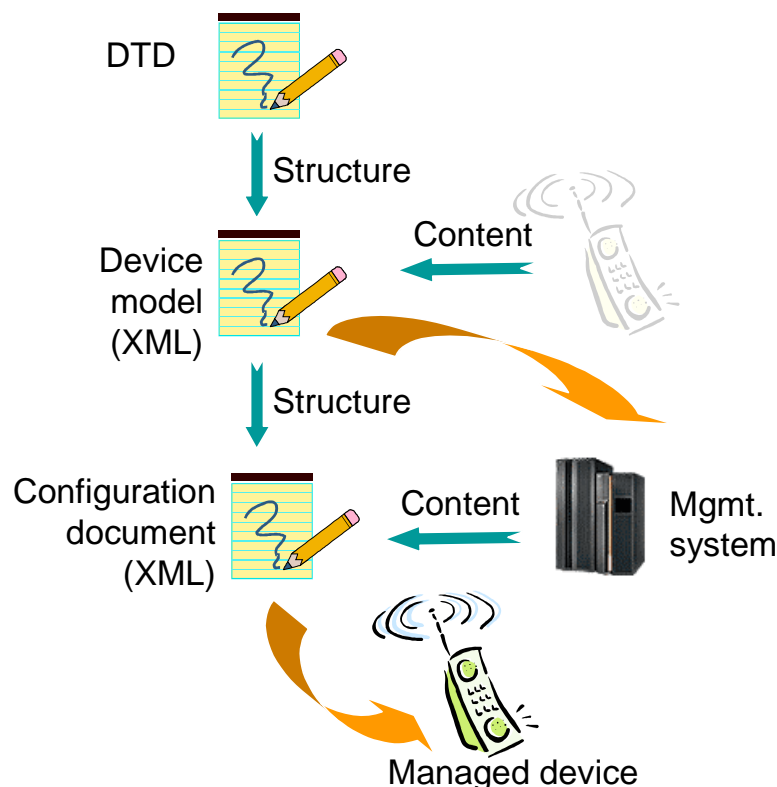 DTD
Structure
Content
Device
model
(XML)
Structure
Configuration
document
(XML)
Content
Mgmt.
system
Managed device